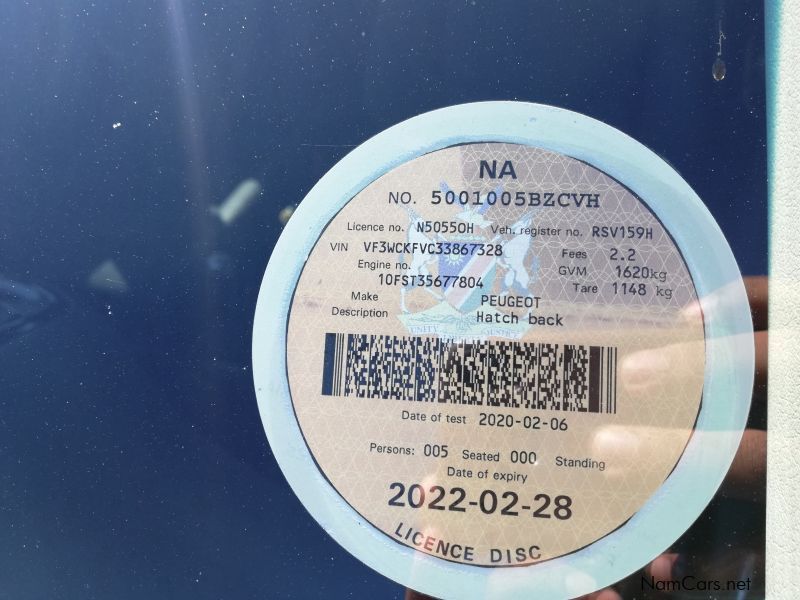 NA
NO. 5001005BZCVH
Licence no. N50550H Veh. register no. RSV159H
VIN VF3WCKFVC33867328 Fees 2.2
Engine no. GVM 1620kg
10FST35677804 Tare 1148 kg
Make PEUGEOT
Description Hatch back
UNITY
Date of test 2020-02-06
Persons: 005 Seated 000 Standing
Date of expiry
2022-02-28
LICENCE DISC
NamCars.net